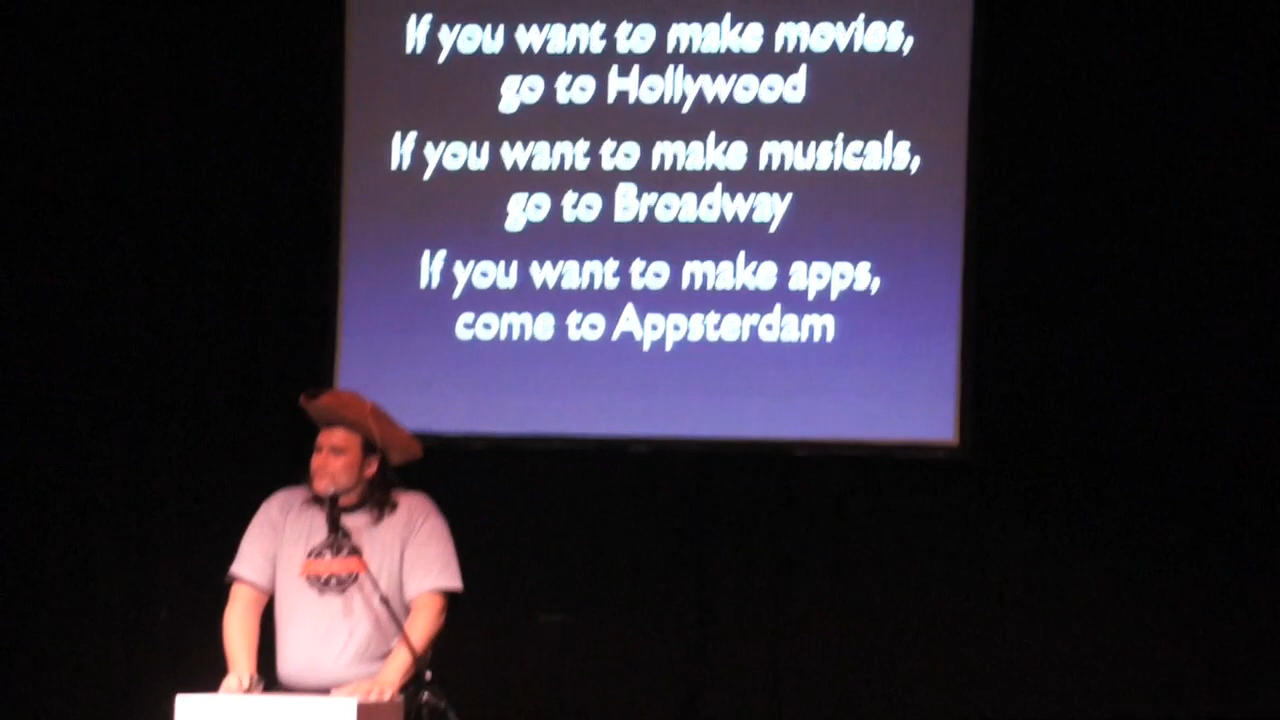 If you want to make movies,
go to Hollywood
If you want to make musicals,
go to Broadway
If you want to make apps,
come to Appsterdam